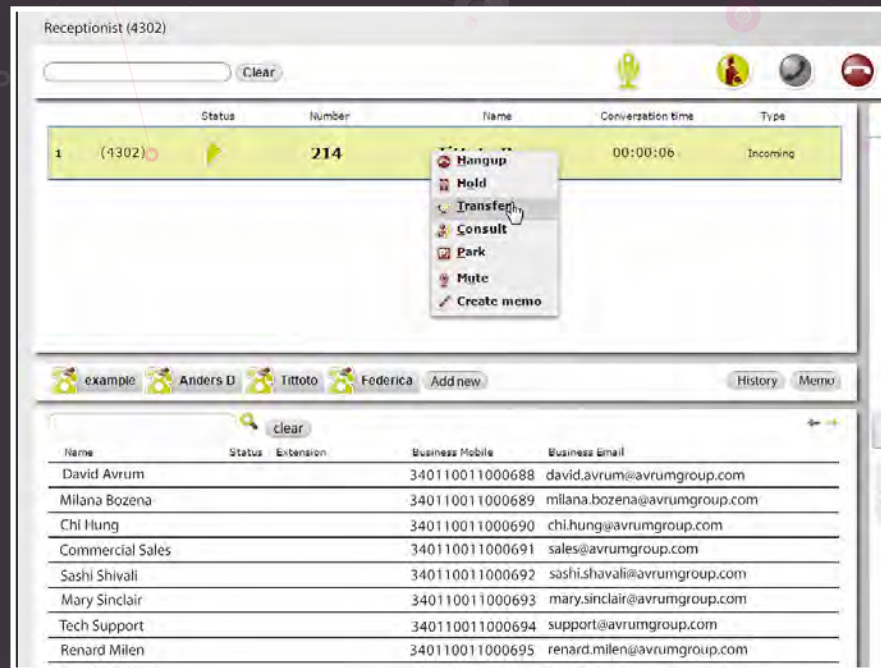 Receptionist (4302)
Clear
Status Number Name Conversation time Type
1 (4302) 214 00:00:06 Incoming
Hangup
Hold
Transfer
Consult
Park
Mute
Create memo
example Anders D Tittoto Federica Add new History Memo
clear
Name Status Extension Business Mobile Business Email
David Avrum 340110011000688 david.avrum@avrumgroup.com
Milana Bozena 340110011000689 milana.bozena@avrumgroup.com
Chi Hung 340110011000690 chi.hung@avrumgroup.com
Commercial Sales 340110011000691 sales@avrumgroup.com
Sashi Shivali 340110011000692 sashi.shavali@avrumgroup.com
Mary Sinclair 340110011000693 mary.sinclair@avrumgroup.com
Tech Support 340110011000694 support@avrumgroup.com
Renard Milen 340110011000695 renard.milen@avrumgroup.com